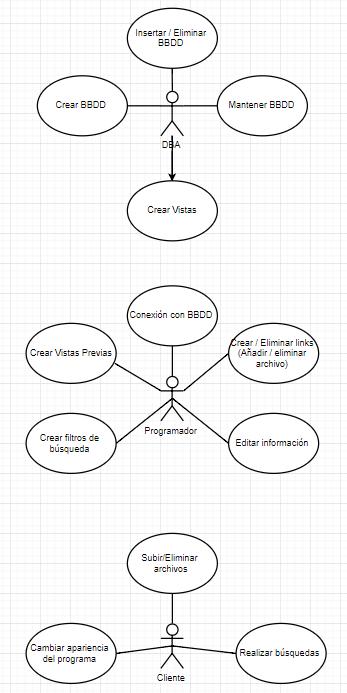 Insertar / Eliminar
BBDD
Crear BBDD
Mantener BBDD
DBA
Crear Vistas
Conexión con BBDD
Crear Vistas Previas
Crear / Eliminar links
(Añadir / eliminar
archivo)
Programador
Crear filtros de
búsqueda
Editar información
Subir/Eliminar
archivos
Cambiar apariencia
del programa
Realizar búsquedas
Cliente